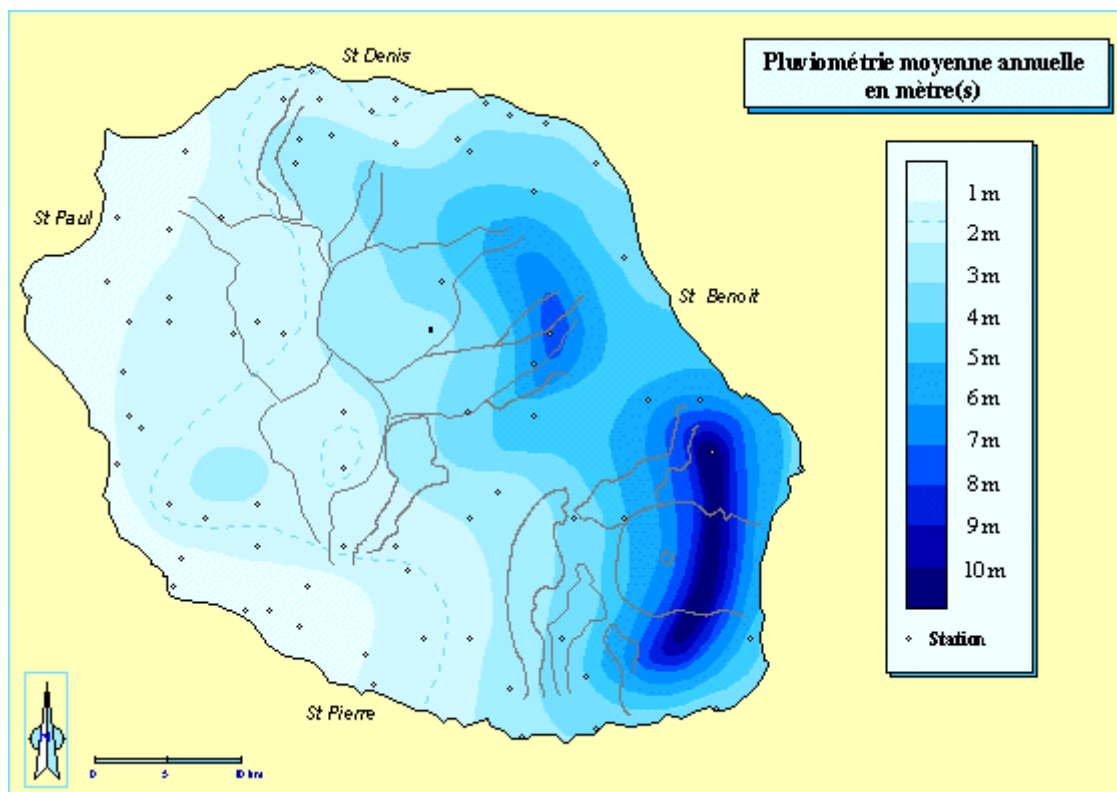 St Denis
Pluviométrie moyenne annuelle
en mètre(s)
St Paul
1 m
2 m
3 m
4 m
5 m
6 m
7 m
8 m
9 m
10 m
St Benoit
Station
St Pierre
N
0 5 10 km